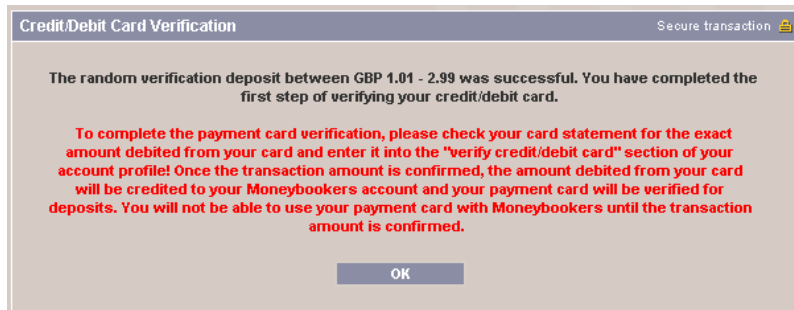 Credit/Debit Card Verification
Secure transaction
The random verification deposit between GBP 1.01 - 2.99 was successful. You have completed the
first step of verifying your credit/debit card.
To complete the payment card verification, please check your card statement for the exact
amount debited from your card and enter it into the "verify credit/debit card" section of your
account profile! Once the transaction amount is confirmed, the amount debited from your card
will be credited to your Moneybookers account and your payment card will be verified for
deposits. You will not be able to use your payment card with Moneybookers until the transaction
amount is confirmed.
OK